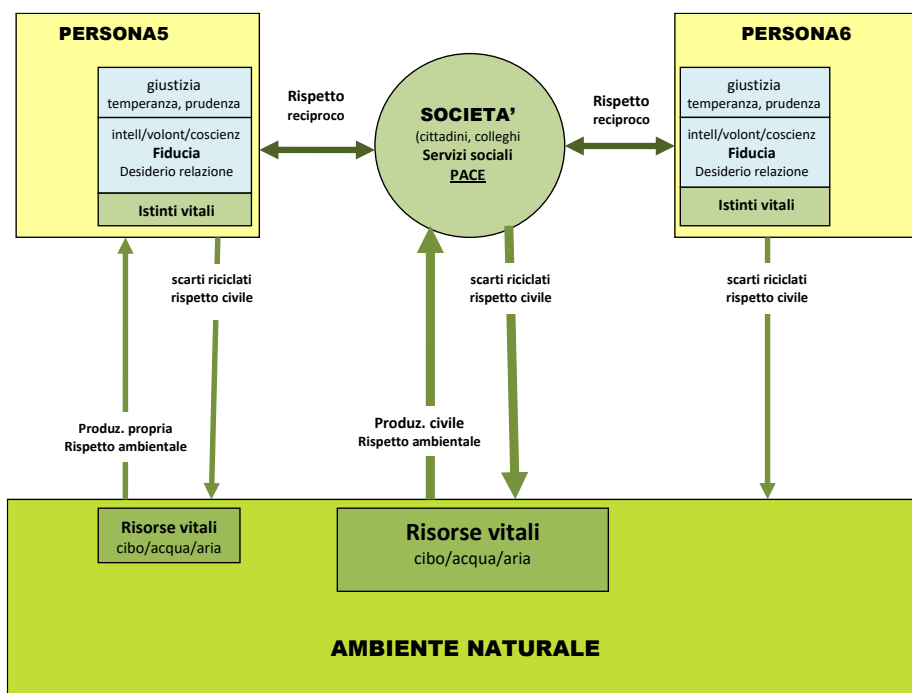 PERSONA5
giustizia
temperanza, prudenza
intell/volont/coscienz
Fiducia
Desiderio relazione
Istinti vitali
Rispetto
reciproco
SOCIETA’
(cittadini, colleghi
Servizi sociali
PACE
Rispetto
reciproco
PERSONA6
giustizia
temperanza, prudenza
intell/volont/coscienz
Fiducia
Desiderio relazione
Istinti vitali
scarti riciclati
rispetto civile
scarti riciclati
rispetto civile
scarti riciclati
rispetto civile
Produz. propria
Rispetto ambientale
Produz. civile
Rispetto ambientale
Risorse vitali
cibo/acqua/aria
Risorse vitali
cibo/acqua/aria
AMBIENTE NATURALE